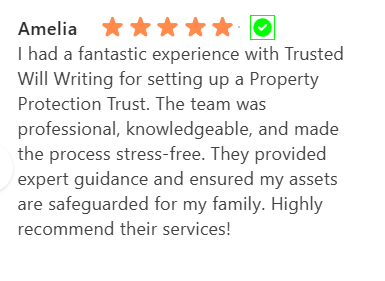 Amelia
I had a fantastic experience with Trusted
Will Writing for setting up a Property
Protection Trust. The team was
professional, knowledgeable, and made
the process stress-free. They provided
expert guidance and ensured my assets
are safeguarded for my family. Highly
recommend their services!